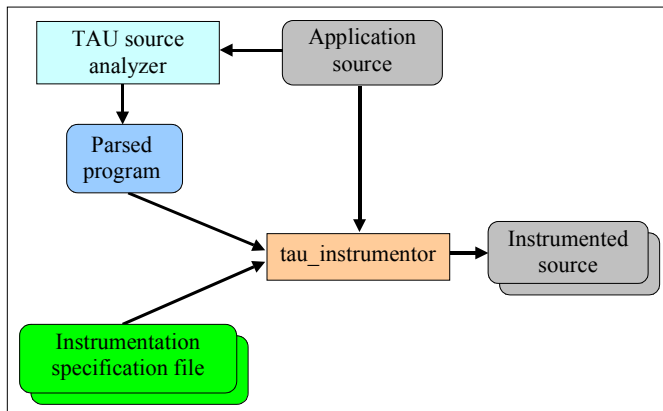 TAU source
analyzer
Application
source
Parsed
program
tau_instrumentor
Instrumented
source
Instrumentation
specification file